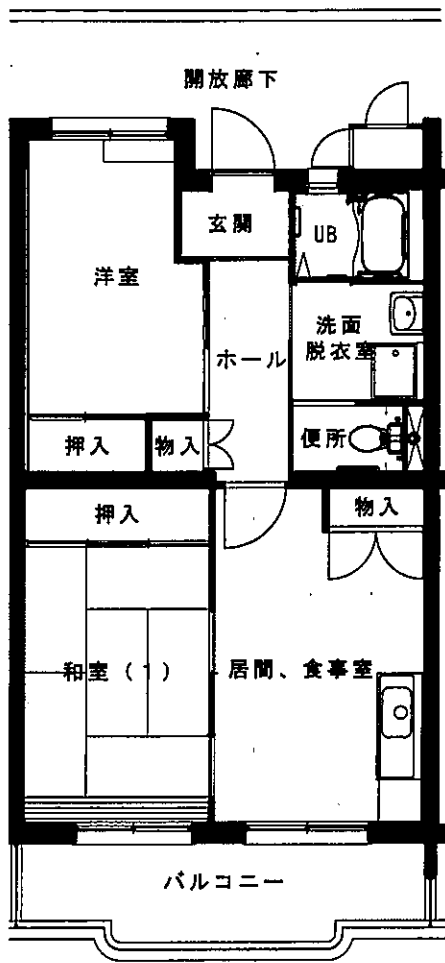 開放廊下
玄関
UB
洋室
洗面
脱衣室
ホール
押入
物入
便所
押入
物入
和室（1）
居間、食事室
バルコニー